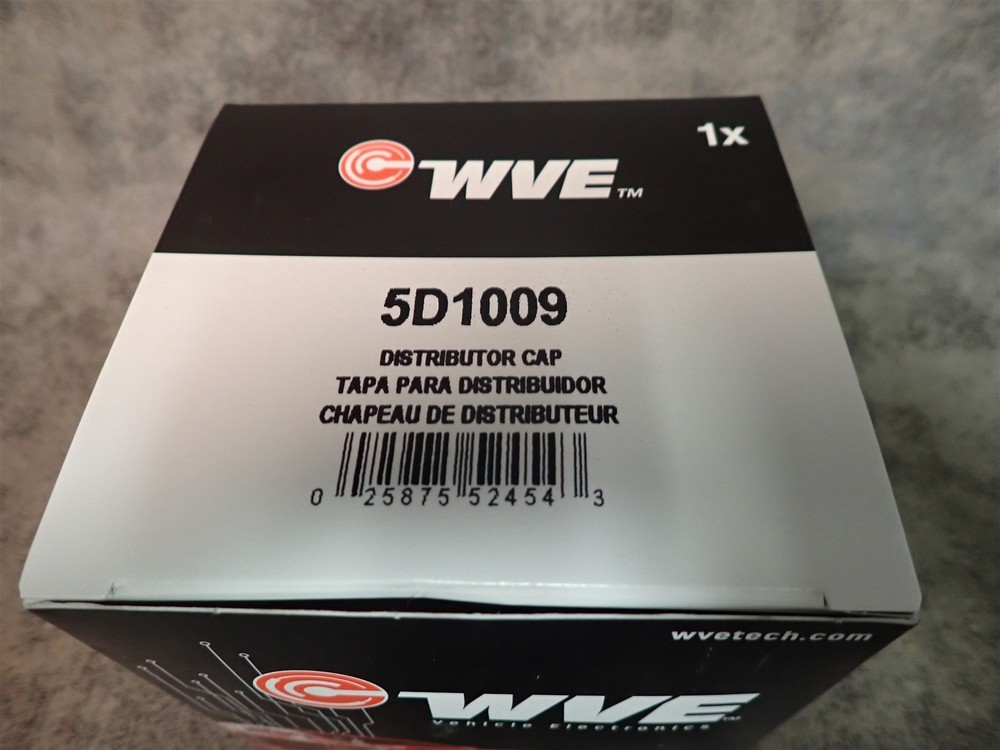 WVE™
1x
5D1009
DISTRIBUTOR CAP
TAPA PARA DISTRIBUIDOR
CHAPEAU DE DISTRIBUTEUR
0 25875 52454 3
wvetech.com
WVE™
Vehicle Electronics